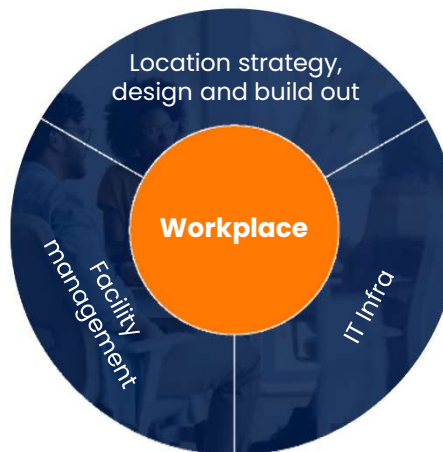 Location strategy,
design and build out
Workplace
Facility
management
IT Infra